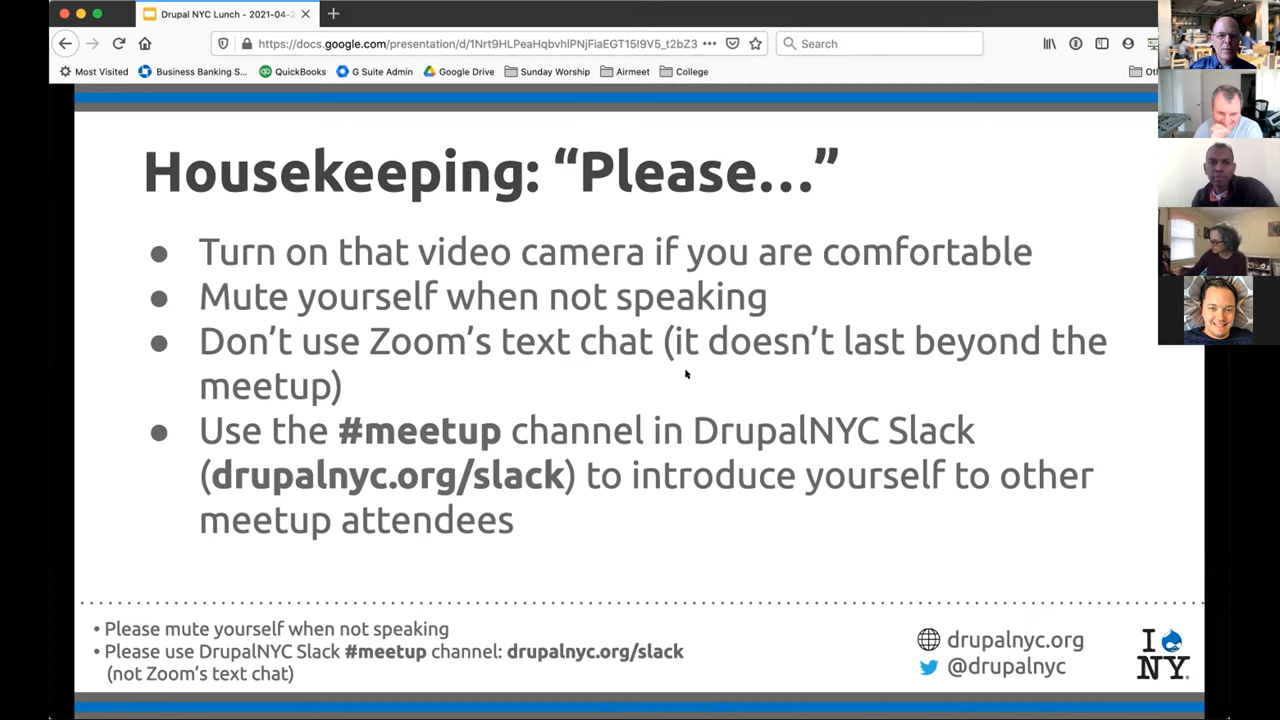 Drupal NYC Lunch - 2021-04-2
https://docs.google.com/presentation/d/1Nrt9HLPeaHqbvhlPNjFiaEGT15I9V5_t2bZ3
Search
Most Visited
Business Banking S...
QuickBooks
G Suite Admin
Google Drive
Sunday Worship
Airmeet
College
Housekeeping: “Please...”
● Turn on that video camera if you are comfortable
● Mute yourself when not speaking
● Don’t use Zoom’s text chat (it doesn’t last beyond the
meetup)
● Use the #meetup channel in DrupalNYC Slack
(drupalnyc.org/slack) to introduce yourself to other
meetup attendees
• Please mute yourself when not speaking
• Please use DrupalNYC Slack #meetup channel: drupalnyc.org/slack
(not Zoom’s text chat)
drupalnyc.org
@drupalnyc
I
NY